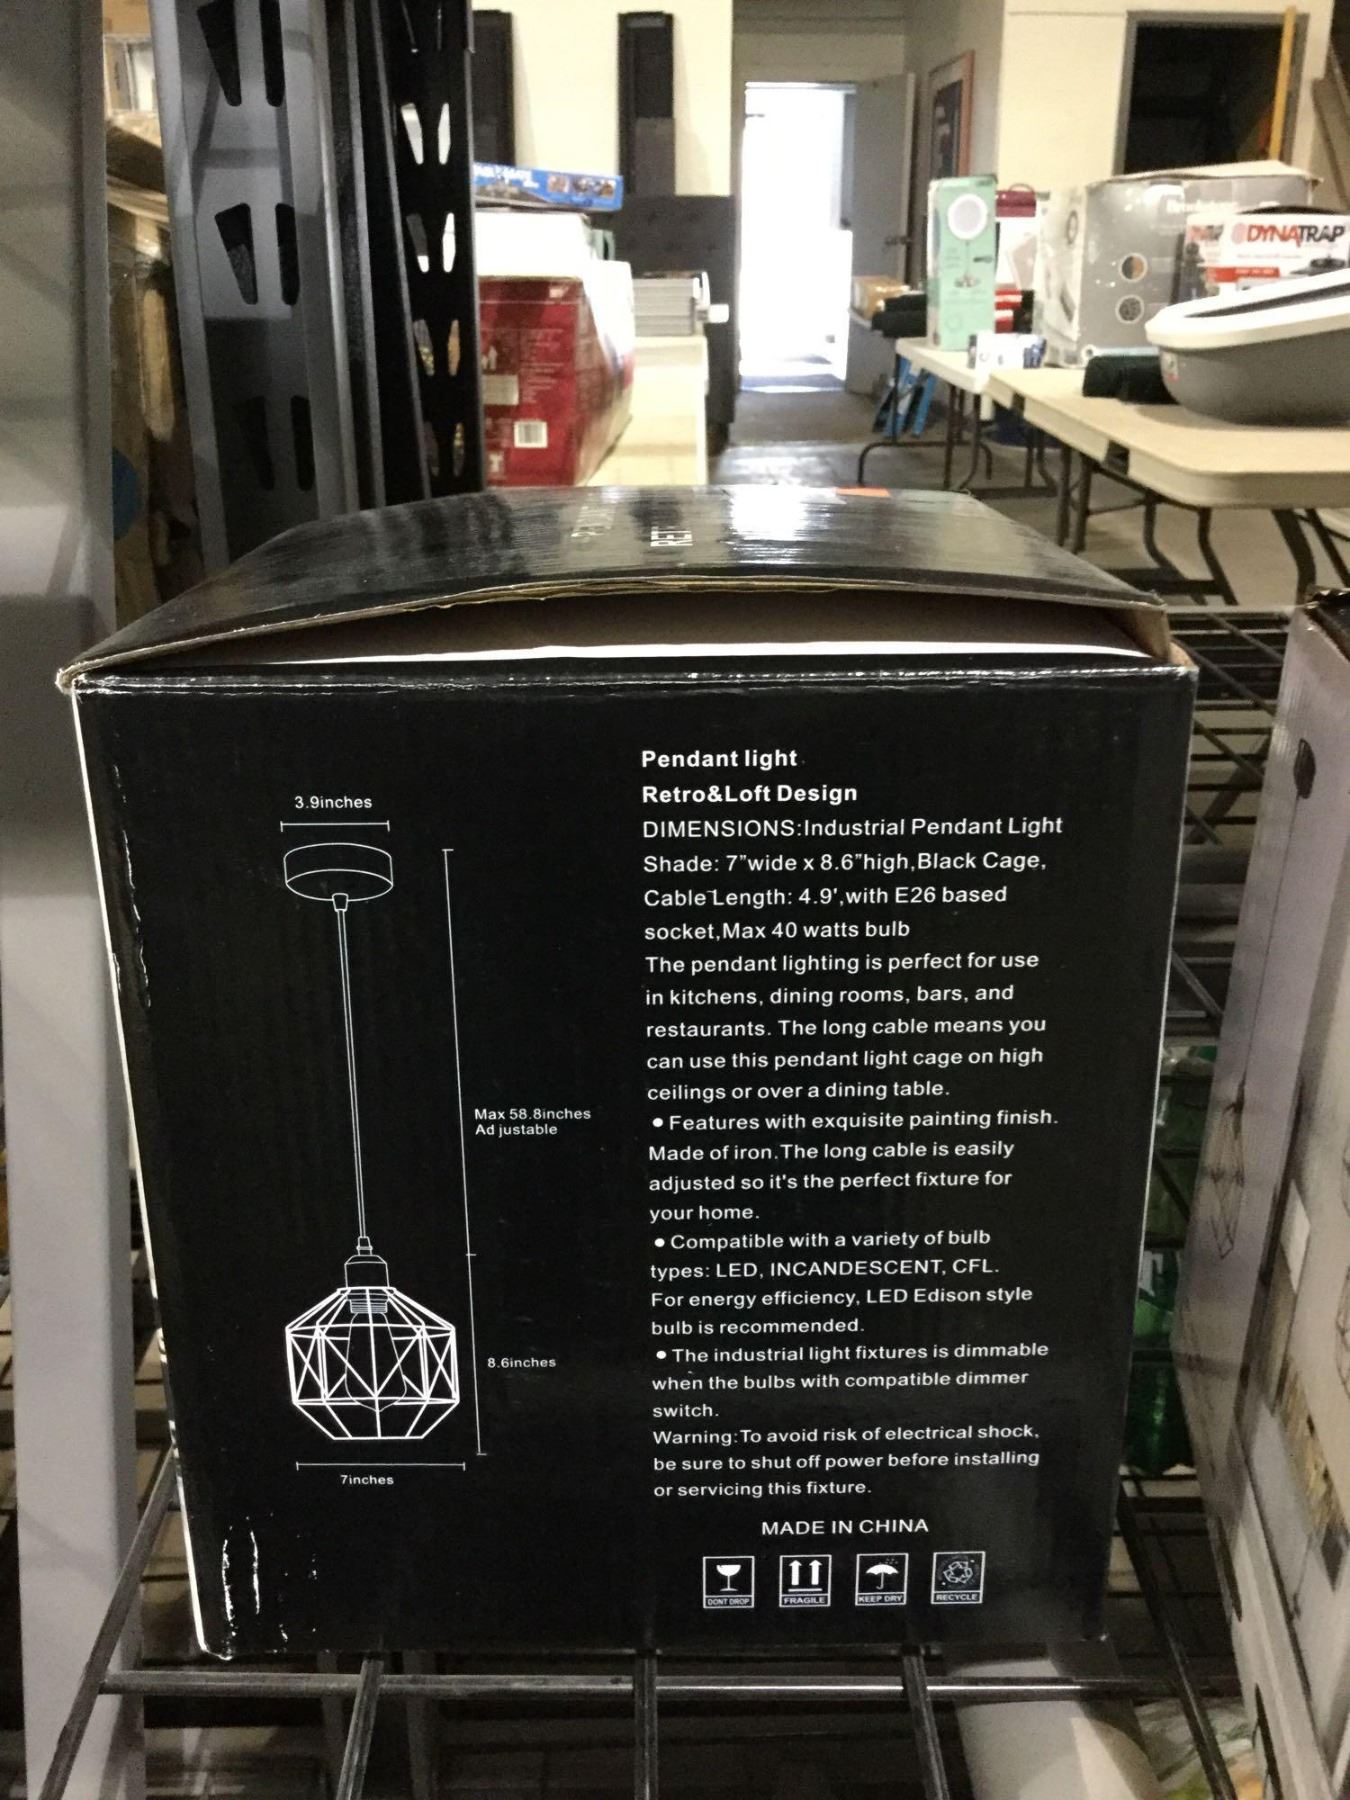 DYNATRAP
3.9inches
Max 58.8inches
Ad justable
8.6inches
7inches
Pendant light
Retro&Loft Design
DIMENSIONS:Industrial Pendant Light
Shade: 7”wide x 8.6”high,Black Cage,
Cable Length: 4.9',with E26 based
socket,Max 40 watts bulb
The pendant lighting is perfect for use
in kitchens, dining rooms, bars, and
restaurants. The long cable means you
can use this pendant light cage on high
ceilings or over a dining table.
• Features with exquisite painting finish.
Made of iron.The long cable is easily
adjusted so it's the perfect fixture for
your home.
• Compatible with a variety of bulb
types: LED, INCANDESCENT, CFL.
For energy efficiency, LED Edison style
bulb is recommended.
• The industrial light fixtures is dimmable
when the bulbs with compatible dimmer
switch.
Warning:To avoid risk of electrical shock,
be sure to shut off power before installing
or servicing this fixture.
MADE IN CHINA
DONT DROP
FRAGILE
KEEP DRY
RECYCLE